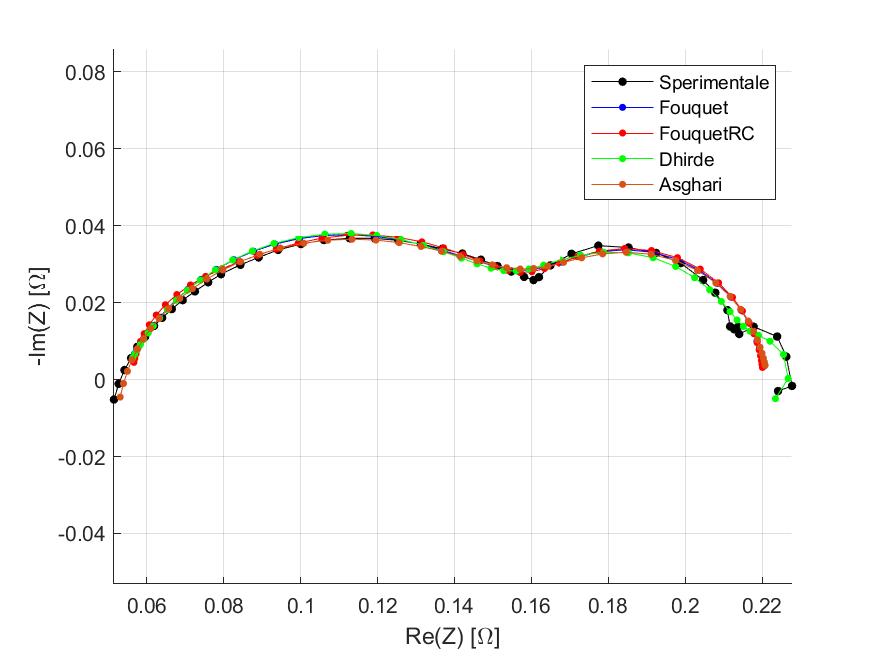 0.08
0.06
0.04
0.02
0
-0.02
-0.04
-Im(Z) [Ω]
0.06
0.08
0.1
0.12
0.14
0.16
0.18
0.2
0.22
Re(Z) [Ω]
Sperimentale
Fouquet
FouquetRC
Dhirde
Asghari